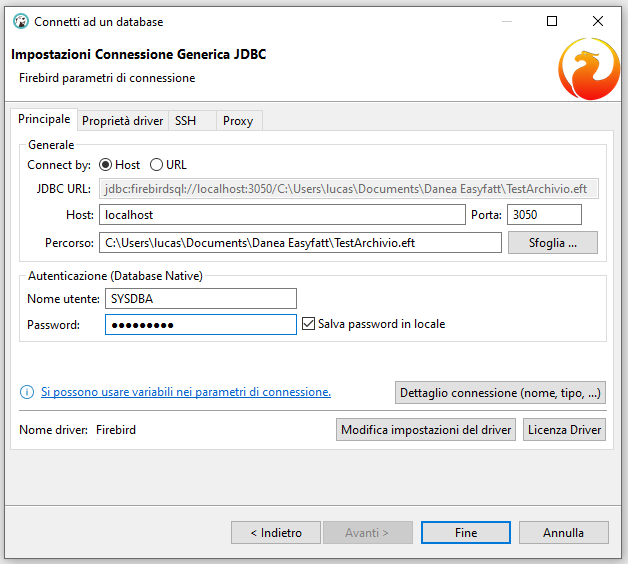 Connetti ad un database
Impostazioni Connessione Generica JDBC
Firebird parametri di connessione
Principale Proprietà driver SSH Proxy
Generale
Connect by: Host URL
JDBC URL: jdbc:firebirdsql://localhost:3050/C:\Users\lucas\Documents\Danea Easyfatt\TestArchivio.eft
Host: localhost Porta: 3050
Percorso: C:\Users\lucas\Documents\Danea Easyfatt\TestArchivio.eft Sfoglia ...
Autenticazione (Database Native)
Nome utente: SYSDBA
Password: ●●●●●●●●● Salva password in locale
Si possono usare variabili nei parametri di connessione. Dettaglio connessione (nome, tipo, ...)
Nome driver: Firebird Modifica impostazioni del driver Licenza Driver
< Indietro Avanti > Fine Annulla